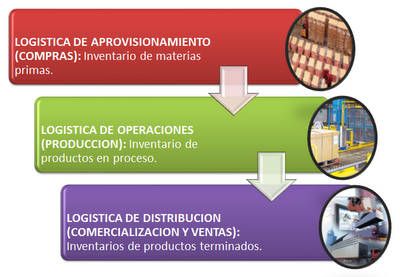 LOGISTICA DE APROVISIONAMIENTO
(COMPRAS): Inventario de materias
primas.
LOGISTICA DE OPERACIONES
(PRODUCCION): Inventario de
productos en proceso.
LOGISTICA DE DISTRIBUCION
(COMERCIALIZACION Y VENTAS):
Inventarios de productos terminados.